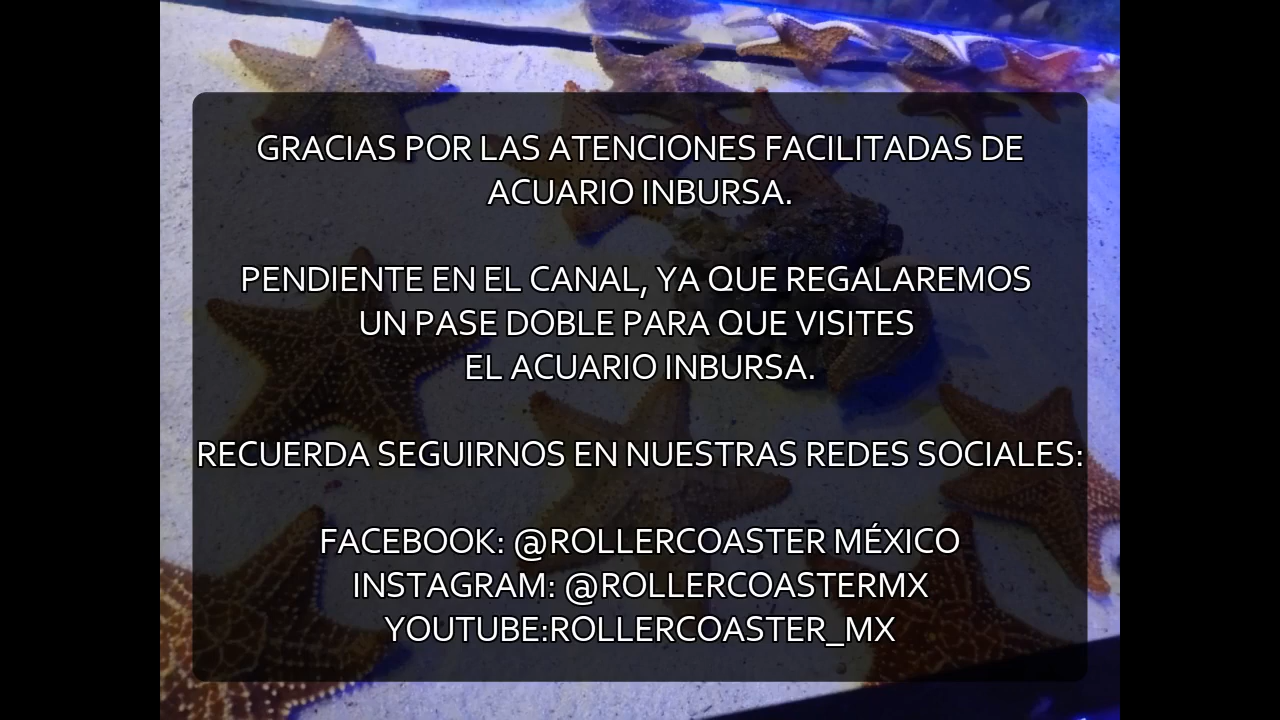 GRACIAS POR LAS ATENCIONES FACILITADAS DE
ACUARIO INBURSA.
PENDIENTE EN EL CANAL, YA QUE REGALAREMOS
UN PASE DOBLE PARA QUE VISITES
EL ACUARIO INBURSA.
RECUERDA SEGUIRNOS EN NUESTRAS REDES SOCIALES:
FACEBOOK: @ROLLERCOASTER MÉXICO
INSTAGRAM: @ROLLERCOASTERMX
YOUTUBE:ROLLERCOASTER_MX